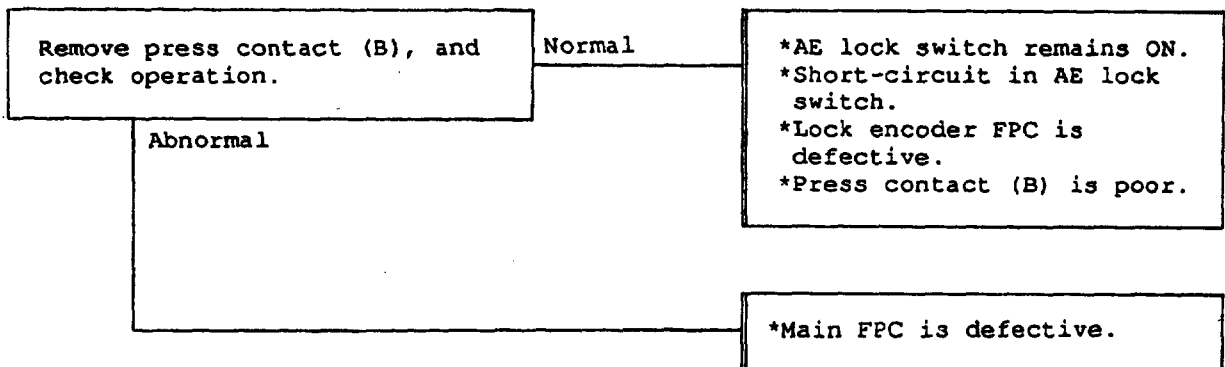 Remove press contact (B), and
check operation.
Normal
*AE lock switch remains ON.
*Short-circuit in AE lock
switch.
*Lock encoder FPC is
defective.
*Press contact (B) is poor.
Abnormal
*Main FPC is defective.